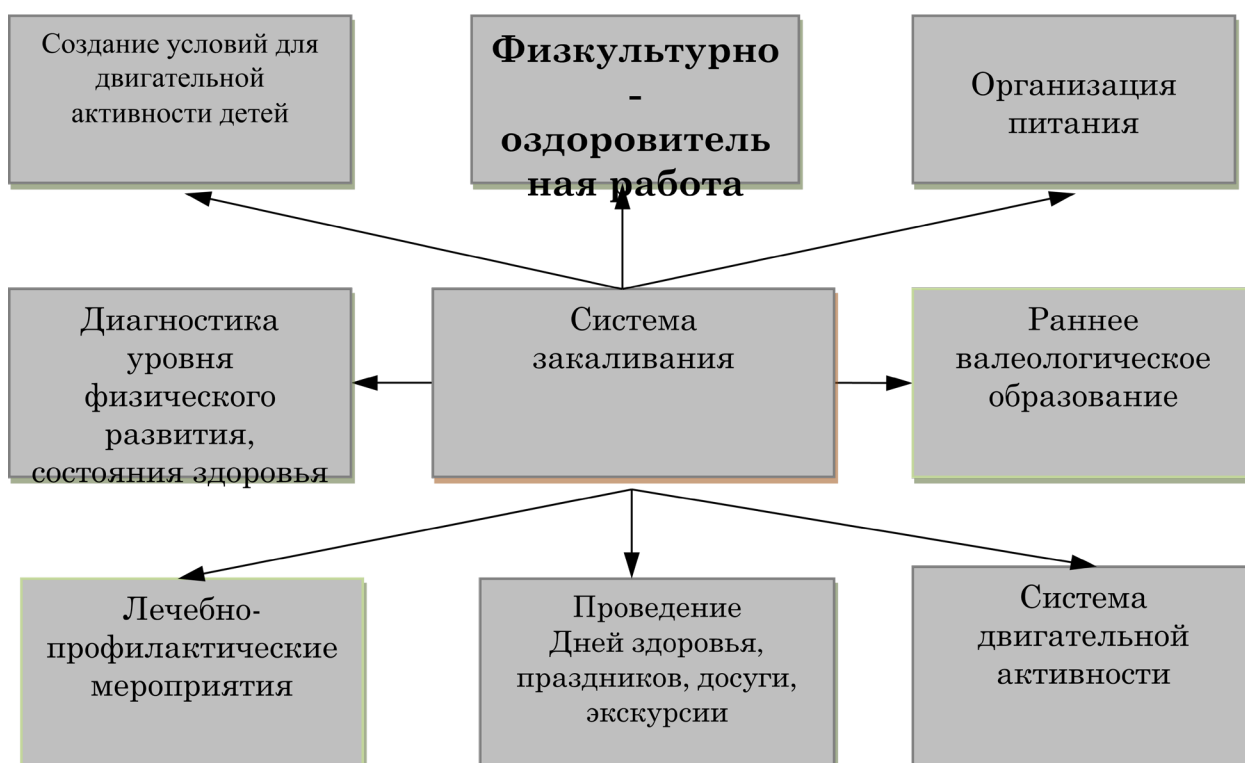 Создание условий для
двигательной
активности детей
Физкультурно
-
оздоровитель
ная работа
Организация
питания
Диагностика
уровня
физического
развития,
состояния здоровья
Система
закаливания
Раннее
валеологическое
образование
Лечебно-
профилактические
мероприятия
Проведение
Дней здоровья,
праздников, досуги,
экскурсии
Система
двигательной
активности